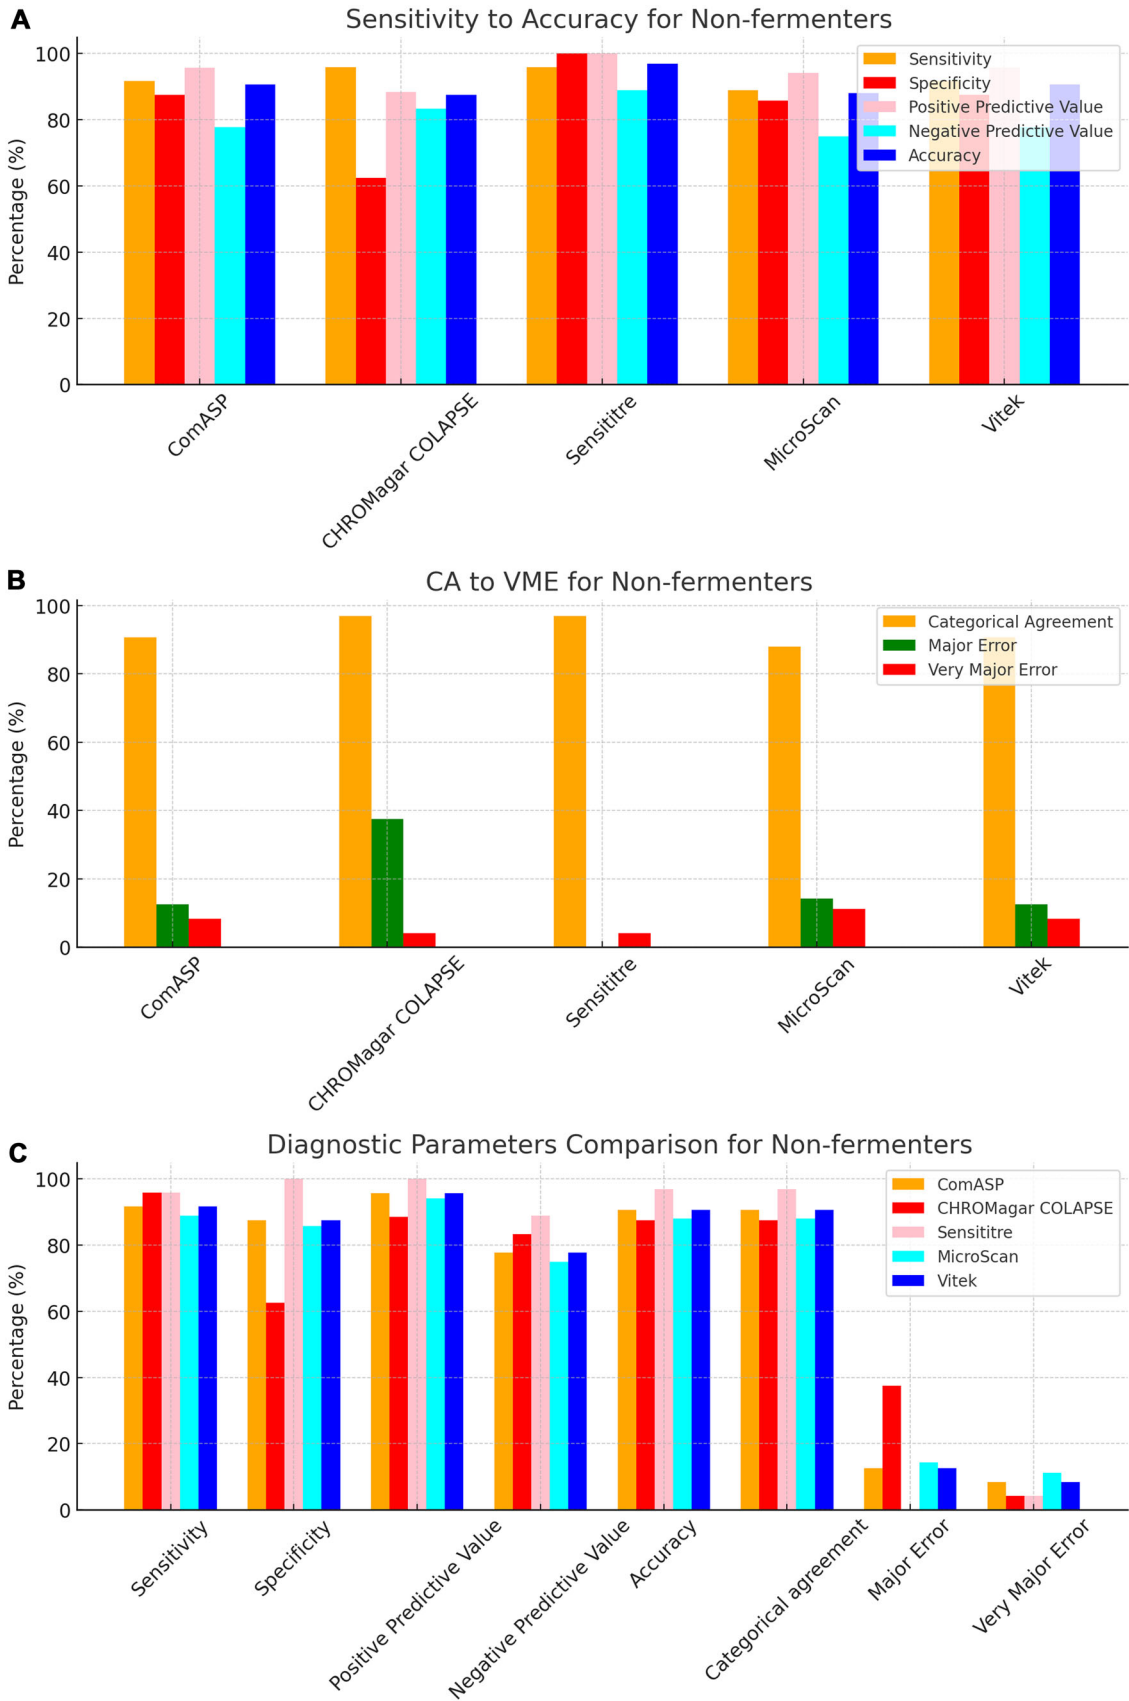 A
Sensitivity to Accuracy for Non-fermenters
Percentage (%)
100
80
60
40
20
0
Sensitivity
Specificity
Positive Predictive Value
Negative Predictive Value
Accuracy
ComASP
CHROMagar COLAPSE
Sensititre
MicroScan
Vitek
B
CA to VME for Non-fermenters
Percentage (%)
100
80
60
40
20
0
Categorical Agreement
Major Error
Very Major Error
ComASP
CHROMagar COLAPSE
Sensititre
MicroScan
Vitek
C
Diagnostic Parameters Comparison for Non-fermenters
Percentage (%)
100
80
60
40
20
0
ComASP
CHROMagar COLAPSE
Sensititre
MicroScan
Vitek
Sensitivity
Specificity
Positive Predictive Value
Negative Predictive Value
Accuracy
Categorical agreement
Major Error
Very Major Error